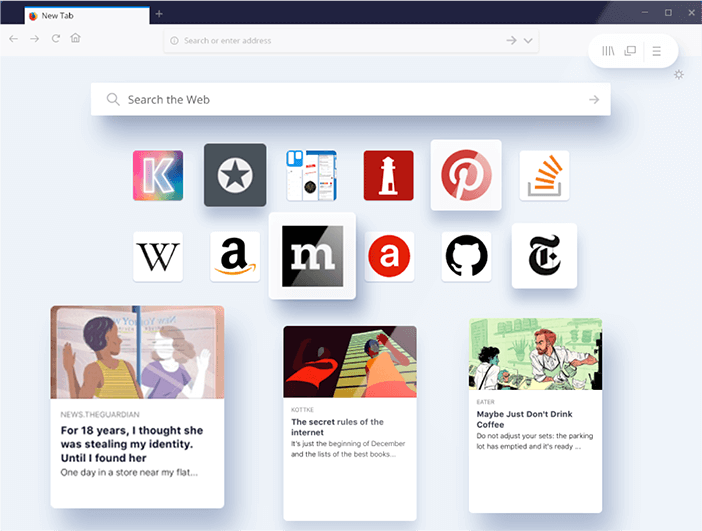 New Tab
Search or enter address
Search the Web
K
W
a
m
a
T
NEWS.THEGUARDIAN
For 18 years, I thought she
was stealing my identity.
Until I found her
One day in a store near my flat...
KOTTKE
The secret rules of the
internet
It's just the beginning of December
and the lists of the best books...
EATER
Maybe Just Don't Drink
Coffee
Do not adjust your sets: the parking
lot has emptied and it's ready ...